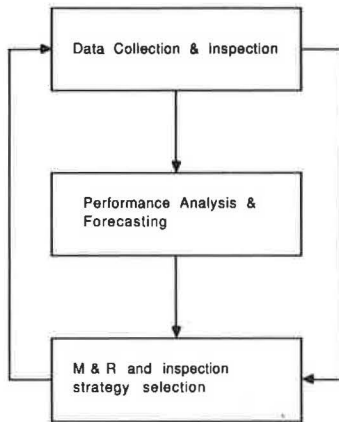 Data Collection & Inspection
Performance Analysis &
Forecasting
M & R and inspection
strategy selection